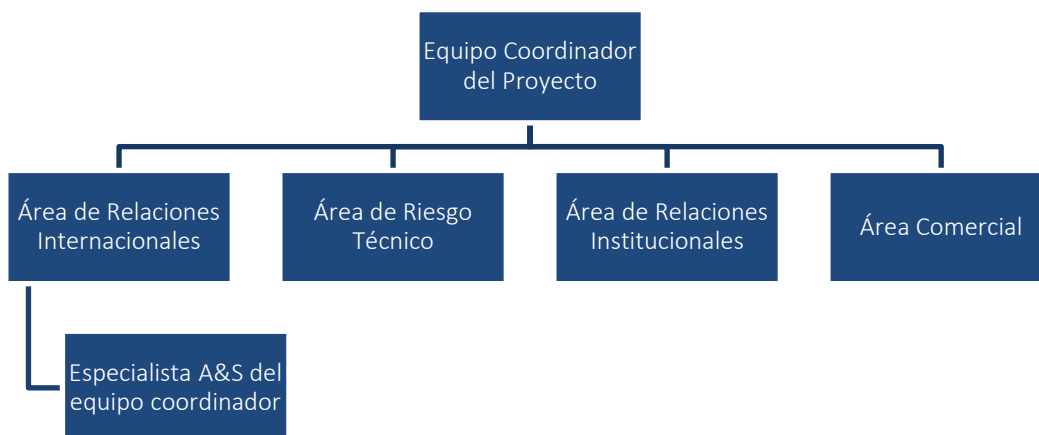 Equipo Coordinador
del Proyecto
Área de Relaciones
Internacionales
Área de Riesgo
Técnico
Área de Relaciones
Institucionales
Área Comercial
Especialista A&S del
equipo coordinador